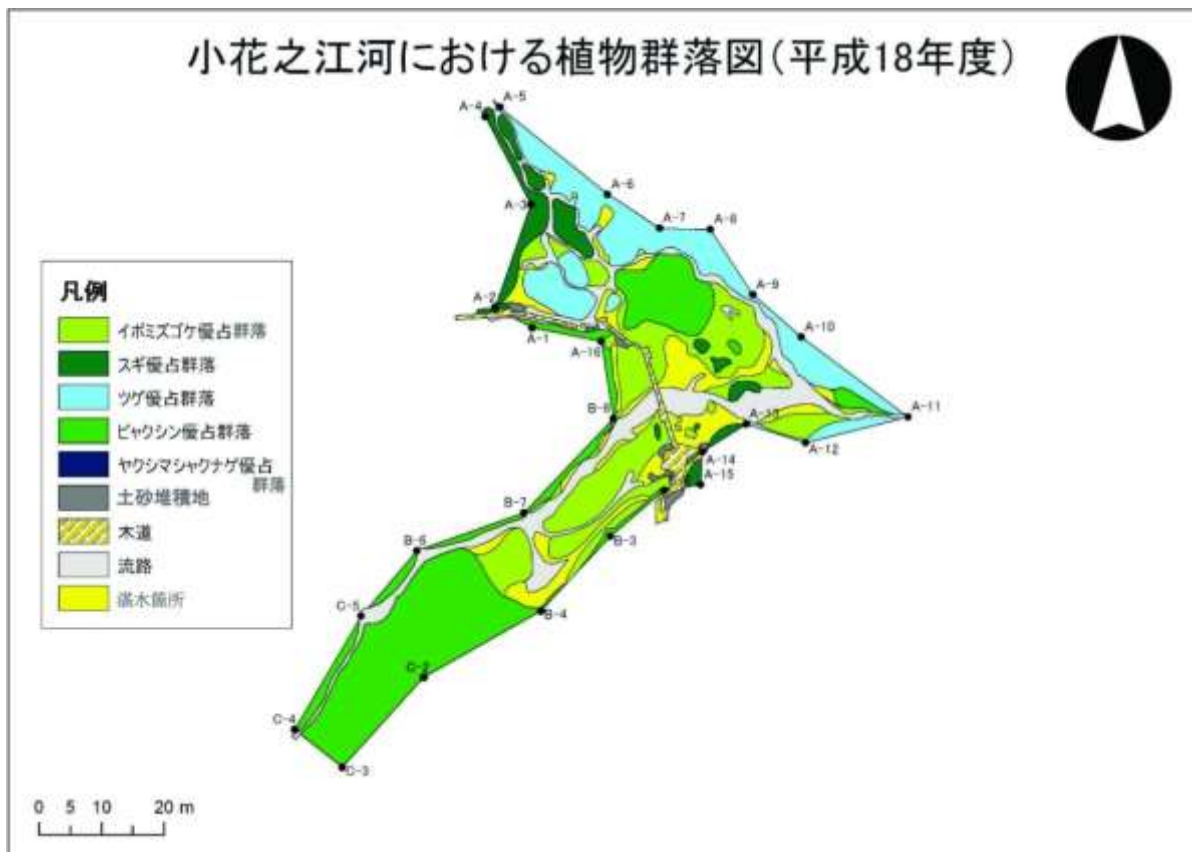 小花之江河における植物群落図(平成18年度)
A-4
A-5
A-6
A-3
A-7
A-8
A-9
A-2
A-1
A-10
A-16
A-11
A-12
A-14
A-15
B-7
B-6
B-3
B-4
C-5
C-4
C-3
凡例
イボミズゴケ優占群落
スギ優占群落
ツゲ優占群落
ビャクシン優占群落
ヤクシマシャクナゲ優占
群落
土砂堆積地
木道
流路
滞水箇所
0 5 10 20 m